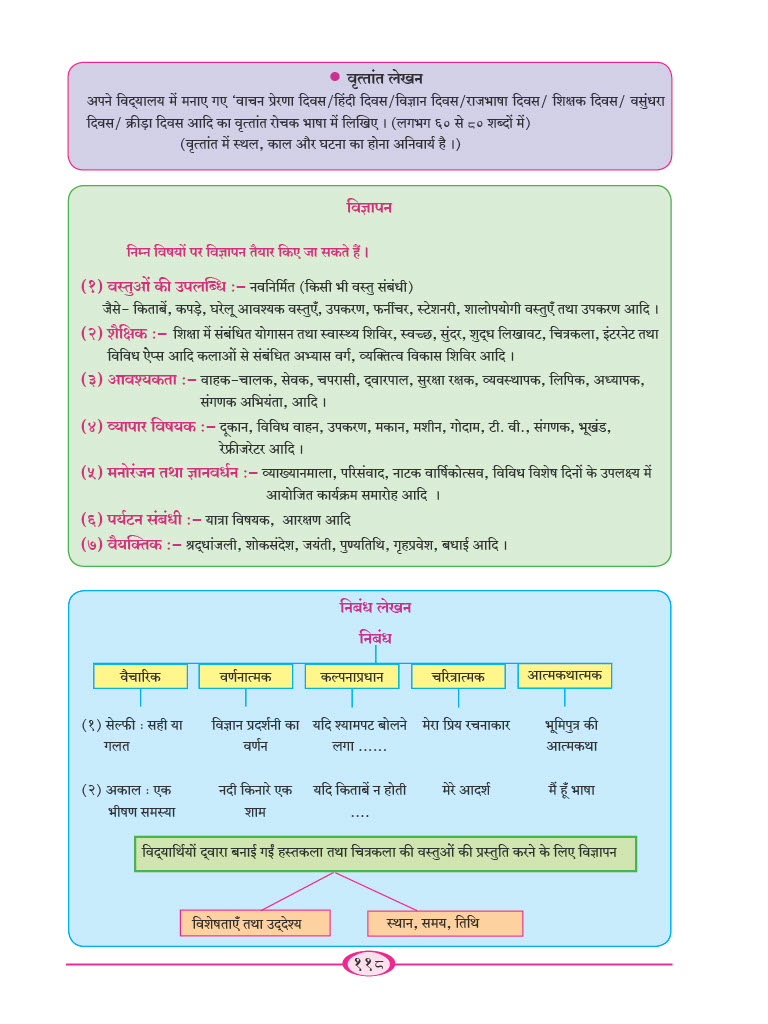 ● वृत्तांत लेखन
अपने विद्यालय में मनाए गए ‘वाचन प्रेरणा दिवस/हिंदी दिवस/विज्ञान दिवस/राजभाषा दिवस/ शिक्षक दिवस/ वसुंधरा
दिवस/ क्रीड़ा दिवस आदि का वृत्तांत रोचक भाषा में लिखिए । (लगभग ६० से ८० शब्दों में)
(वृत्तांत में स्थल, काल और घटना का होना अनिवार्य है ।)
विज्ञापन
निम्न विषयों पर विज्ञापन तैयार किए जा सकते हैं ।
(१) वस्तुओं की उपलब्धि :– नवनिर्मित (किसी भी वस्तु संबंधी)
जैसे– किताबें, कपड़े, घरेलू आवश्यक वस्तुएँ, उपकरण, फर्नीचर, स्टेशनरी, शालोपयोगी वस्तुएँ तथा उपकरण आदि ।
(२) शैक्षिक :– शिक्षा में संबंधित योगासन तथा स्वास्थ्य शिविर, स्वच्छ, सुंदर, शुद्ध लिखावट, चित्रकला, इंटरनेट तथा
विविध ऐप्स आदि कलाओं से संबंधित अभ्यास वर्ग, व्यक्तित्व विकास शिविर आदि ।
(३) आवश्यकता :– वाहक-चालक, सेवक, चपरासी, द्वारपाल, सुरक्षा रक्षक, व्यवस्थापक, लिपिक, अध्यापक,
संगणक अभियंता, आदि ।
(४) व्यापार विषयक :– दूकान, विविध वाहन, उपकरण, मकान, मशीन, गोदाम, टी. वी., संगणक, भूखंड,
रेफ्रीजरेटर आदि ।
(५) मनोरंजन तथा ज्ञानवर्धन :– व्याख्यानमाला, परिसंवाद, नाटक वार्षिकोत्सव, विविध विशेष दिनों के उपलक्ष्य में
आयोजित कार्यक्रम समारोह आदि ।
(६) पर्यटन संबंधी :– यात्रा विषयक, आरक्षण आदि
(७) वैयक्तिक :– श्रद्धांजली, शोकसंदेश, जयंती, पुण्यतिथि, गृहप्रवेश, बधाई आदि ।
निबंध लेखन
निबंध
वैचारिक वर्णनात्मक कल्पनाप्रधान चरित्रात्मक आत्मकथात्मक
(१) सेल्फी : सही या विज्ञान प्रदर्शनी का यदि श्यामपट बोलने मेरा प्रिय रचनाकार भूमिपुत्र की
गलत वर्णन लगा ...... आत्मकथा
(२) अकाल : एक नदी किनारे एक यदि किताबें न होती मेरे आदर्श मैं हूँ भाषा
भीषण समस्या शाम ....
विद्यार्थियों द्वारा बनाई गईं हस्तकला तथा चित्रकला की वस्तुओं की प्रस्तुति करने के लिए विज्ञापन
विशेषताएँ तथा उद्देश्य स्थान, समय, तिथि
११८